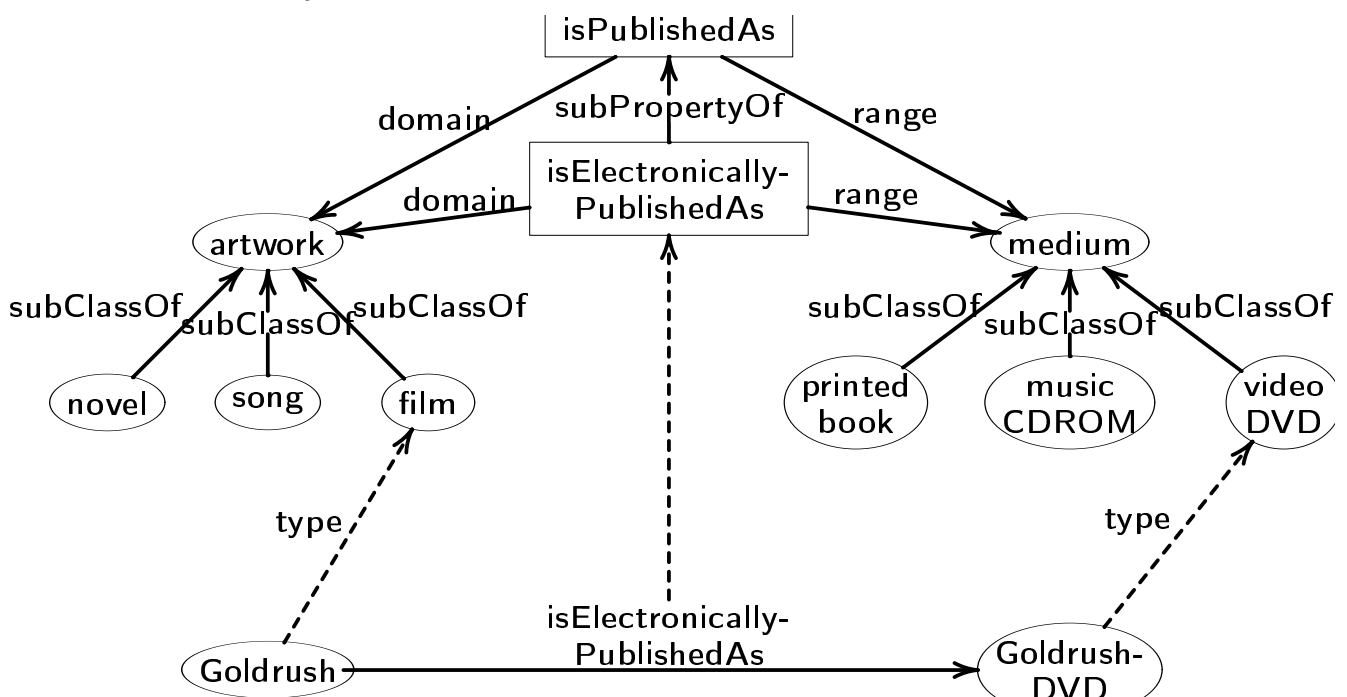 isPublishedAs
domain
subPropertyOf
range
isElectronically-
PublishedAs
domain
range
artwork
medium
subClassOf
subClassOf
subClassOf
subClassOf
subClassOf
subClassOf
novel
song
film
printed
book
music
CDROM
video
DVD
type
type
isElectronically-
PublishedAs
Goldrush
Goldrush-
DVD